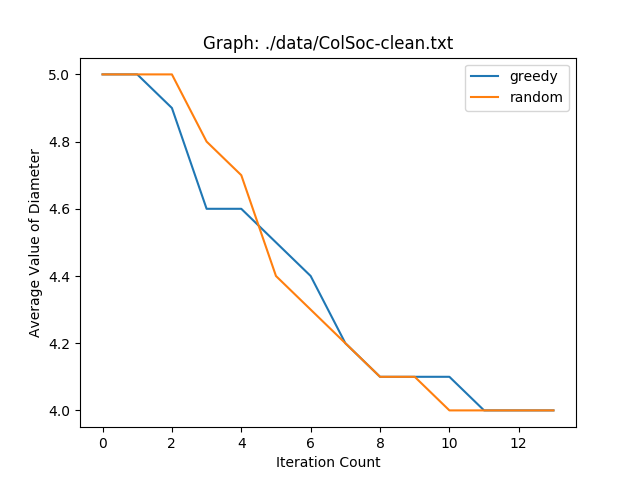 Graph: ./data/ColSoc-clean.txt
greedy
random
5.0
4.8
4.6
4.4
4.2
4.0
Average Value of Diameter
0 2 4 6 8 10 12
Iteration Count